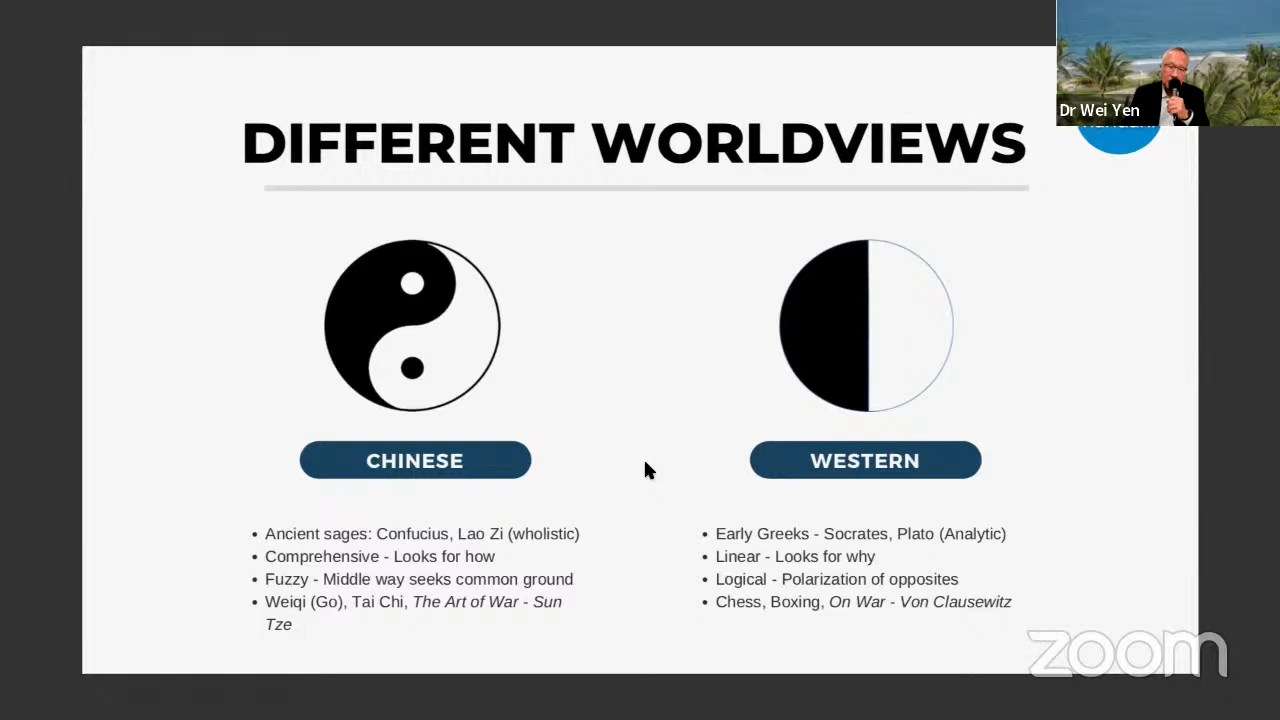 Dr Wei Yen
DIFFERENT WORLDVIEWS
CHINESE
• Ancient sages: Confucius, Lao Zi (wholistic)
• Comprehensive - Looks for how
• Fuzzy - Middle way seeks common ground
• Weiqi (Go), Tai Chi, The Art of War - Sun
Tze
WESTERN
• Early Greeks - Socrates, Plato (Analytic)
• Linear - Looks for why
• Logical - Polarization of opposites
• Chess, Boxing, On War - Von Clausewitz
zoom